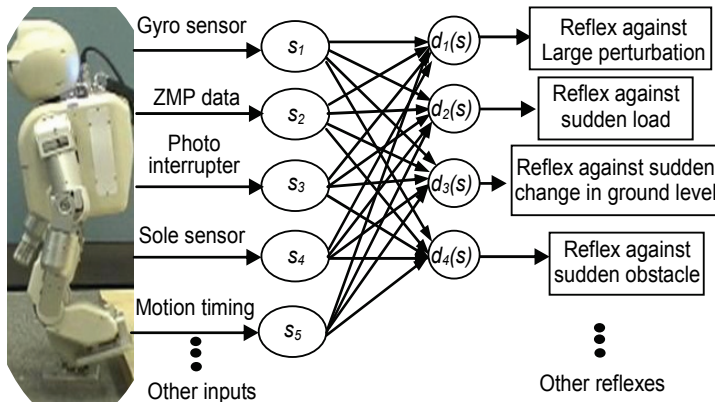 Gyro sensor
ZMP data
Photo
interrupter
Sole sensor
Motion timing
Other inputs
s1
s2
s3
s4
s5
d1(s)
d2(s)
d3(s)
d4(s)
Reflex against
Large perturbation
Reflex against
sudden load
Reflex against sudden
change in ground level
Reflex against
sudden obstacle
Other reflexes